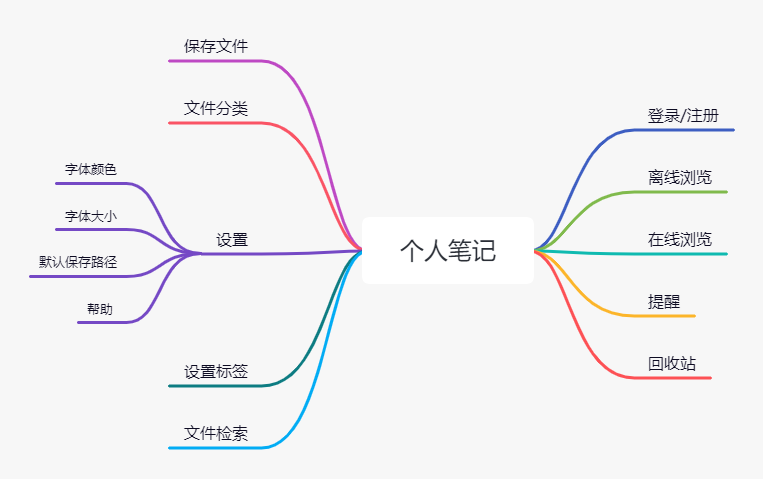 个人笔记
登录/注册
离线浏览
在线浏览
提醒
回收站
保存文件
文件分类
设置
字体颜色
字体大小
默认保存路径
帮助
设置标签
文件检索